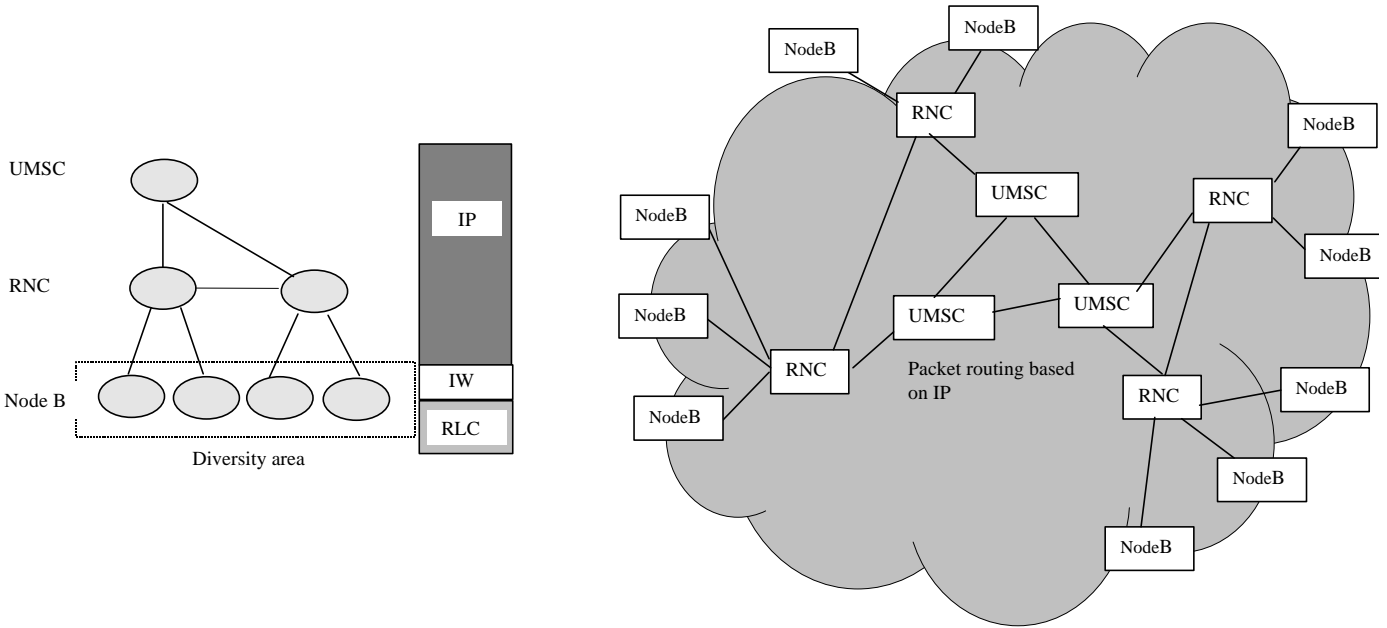 UMSC
RNC
Node B
IP
IW
RLC
Diversity area
NodeB
NodeB
RNC
NodeB
UMSC
RNC
NodeB
NodeB
NodeB
UMSC
UMSC
RNC
Packet routing based
on IP
NodeB
RNC
NodeB
NodeB
NodeB